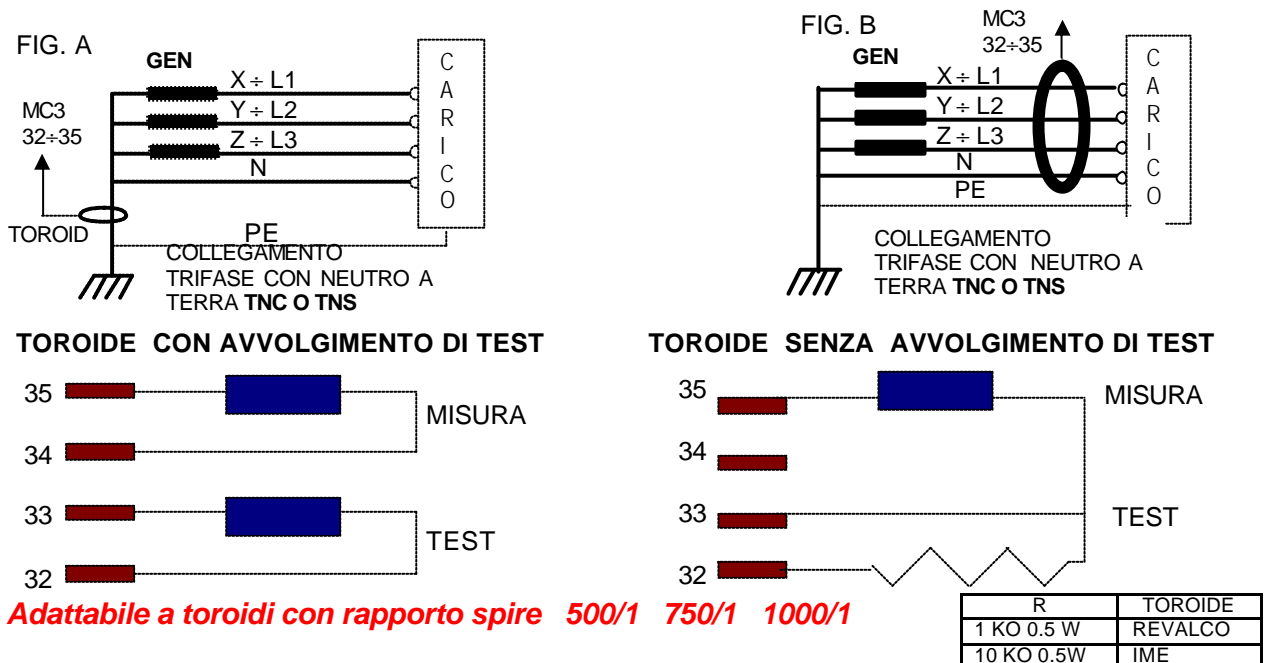 FIG. A
GEN
X ÷ L1
Y ÷ L2
Z ÷ L3
N
MC3
32÷35
TOROID
PE
CARICO
COLLEGAMENTO
TRIFASE CON NEUTRO A
TERRA TNC O TNS
FIG. B
GEN
MC3
32÷35
X ÷ L1
Y ÷ L2
Z ÷ L3
N
PE
CARICO
COLLEGAMENTO
TRIFASE CON NEUTRO A
TERRA TNC O TNS
TOROIDE CON AVVOLGIMENTO DI TEST
35
MISURA
34
33
TEST
32
TOROIDE SENZA AVVOLGIMENTO DI TEST
35
MISURA
34
33
TEST
32
Adattabile a toroidi con rapporto spire 500/1 750/1 1000/1
R TOROIDE
1 KO 0.5 W REVALCO
10 KO 0.5W IME